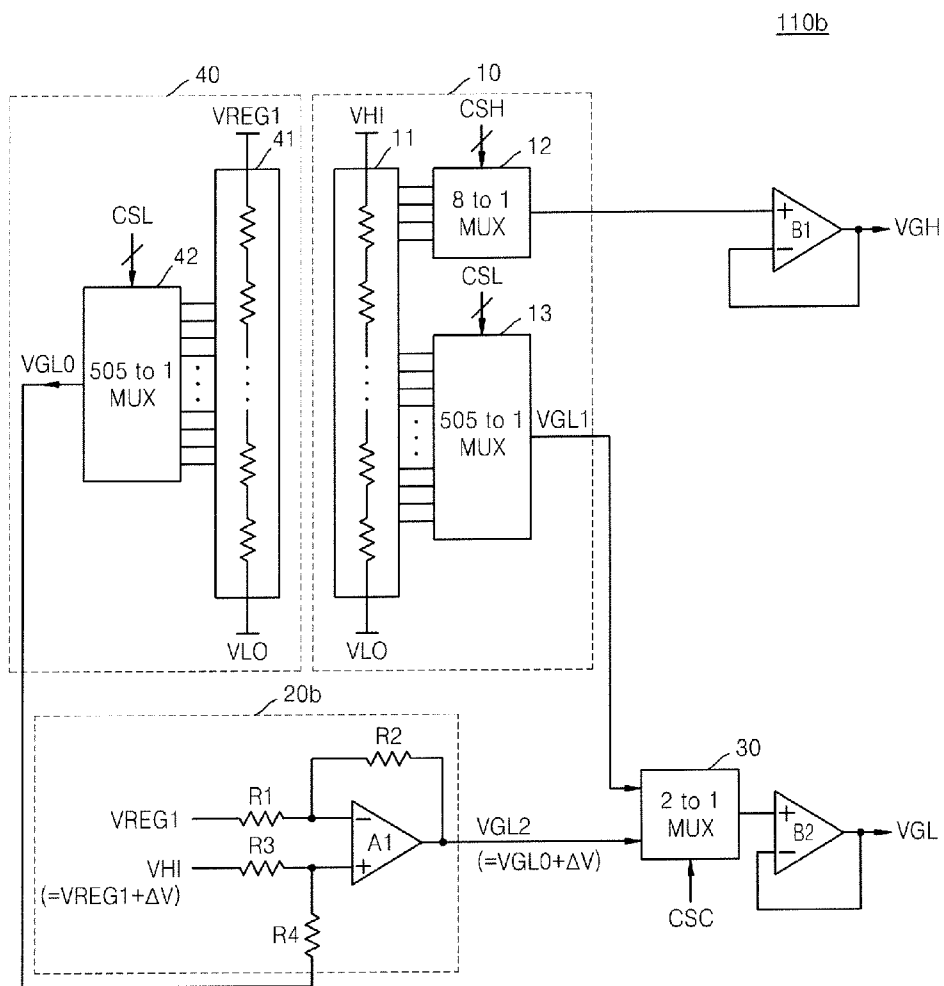 110b
40
10
VREG1
41
CSL
42
VHI
11
CSH
12
8 to 1
MUX
+
B1
−
VGH
CSL
13
VGL0
505 to 1
MUX
505 to 1
MUX
VGL1
VLO
VLO
20b
R2
30
VREG1
R1
−
A1
VHI
(=VREG1+ΔV)
R3
+
R4
VGL2
(=VGL0+ΔV)
2 to 1
MUX
CSC
+
B2
−
VGL